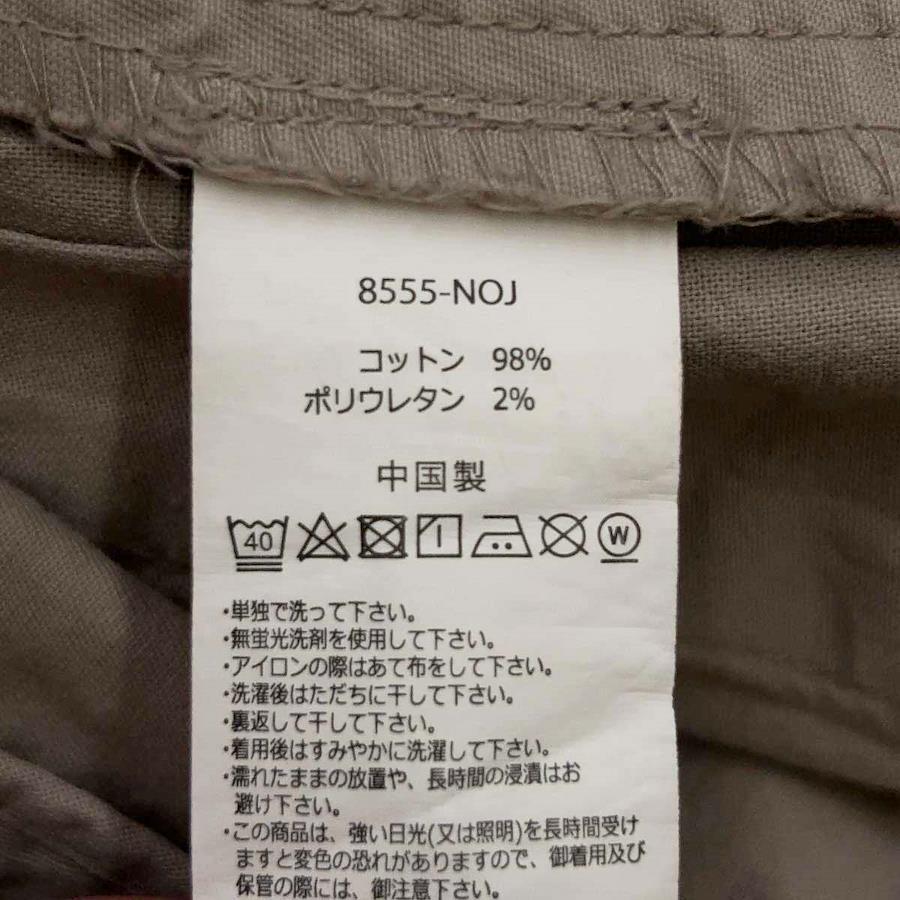 8555-NOJ
コットン 98%
ポリウレタン 2%
中国製
40 W
・単独で洗って下さい。
・無蛍光洗剤を使用して下さい。
・アイロンの際はあて布をして下さい。
・洗濯後はただちに干して下さい。
・裏返して干して下さい。
・着用後はすみやかに洗濯して下さい。
・濡れたままの放置や、長時間の浸漬はお
避け下さい。
・この商品は、強い日光(又は照明)を長時間受け
ますと変色の恐れがありますので、御着用及び
保管の際には、御注意下さい。